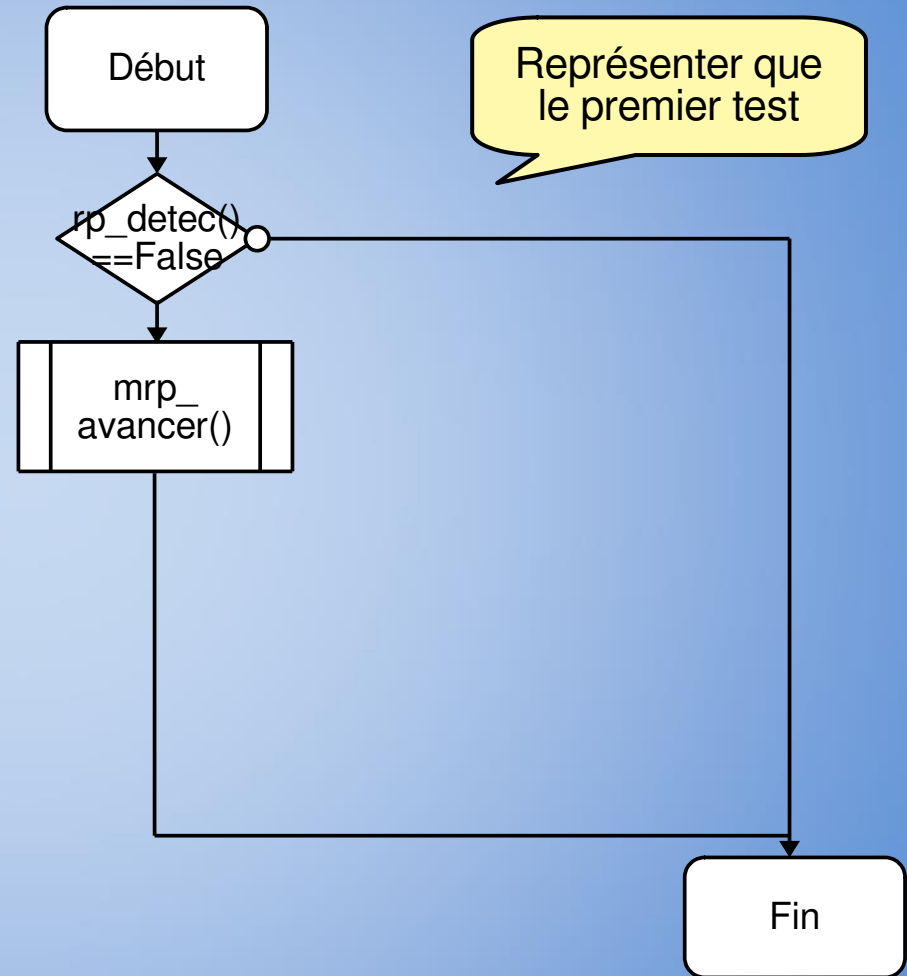 Début
Représenter que
le premier test
rp_detec()
==False
mrp_
avancer()
Fin